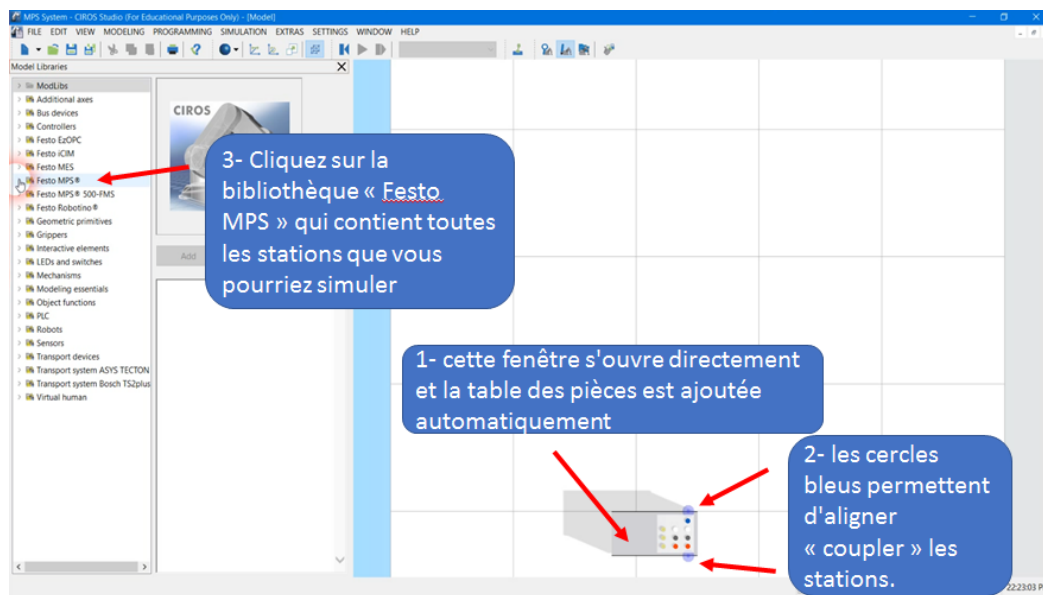 MPS System - CIROS Studio (For Educational Purposes Only) - [Model]
FILE EDIT VIEW MODELING PROGRAMMING SIMULATION EXTRAS SETTINGS WINDOW HELP
Model Libraries
ModLibs
Additional axes
Bus devices
Controllers
Festo EzOPC
Festo iCIM
Festo MES
Festo MPS®
Festo MPS® 500-FMS
Festo Robotino®
Geometric primitives
Grippers
Interactive elements
LEDs and switches
Mechanisms
Modeling essentials
Object functions
PLC
Robots
Sensors
Transport devices
Transport system ASYS TECTON
Transport system Bosch TS2plus
Virtual human
CIROS
Add
3- Cliquez sur la
bibliothèque « Festo
MPS » qui contient toutes
les stations que vous
pourriez simuler
1- cette fenêtre s'ouvre directement
et la table des pièces est ajoutée
automatiquement
2- les cercles
bleus permettent
d'aligner
« coupler » les
stations.
22:23:03 P